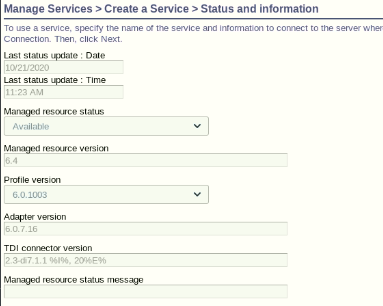 Manage Services > Create a Service > Status and information
To use a service, specify the name of the service and information to connect to the server wher
Connection. Then, click Next.
Last status update : Date
10/21/2020
Last status update : Time
11:23 AM
Managed resource status
Available
Managed resource version
6.4
Profile version
6.0.1003
Adapter version
6.0.7.16
TDI connector version
2.3-di7.1.1 %I%, 20%E%
Managed resource status message